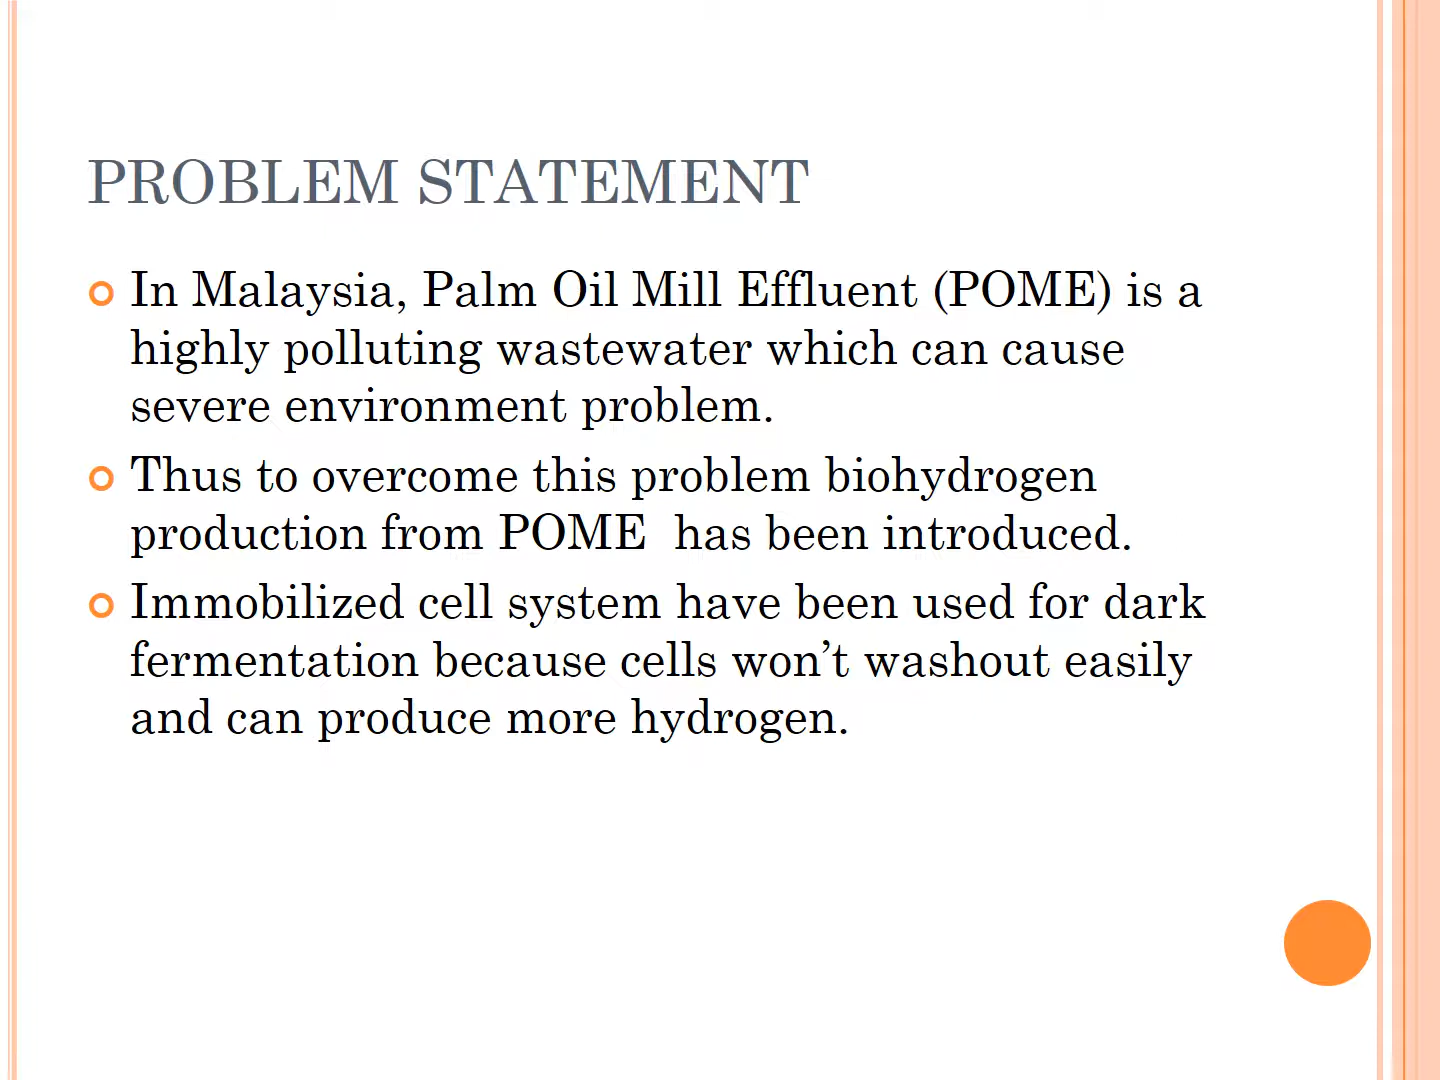 PROBLEM STATEMENT
In Malaysia, Palm Oil Mill Effluent (POME) is a
highly polluting wastewater which can cause
severe environment problem.
Thus to overcome this problem biohydrogen
production from POME  has been introduced.
Immobilized cell system have been used for dark
fermentation because cells won’t washout easily
and can produce more hydrogen.